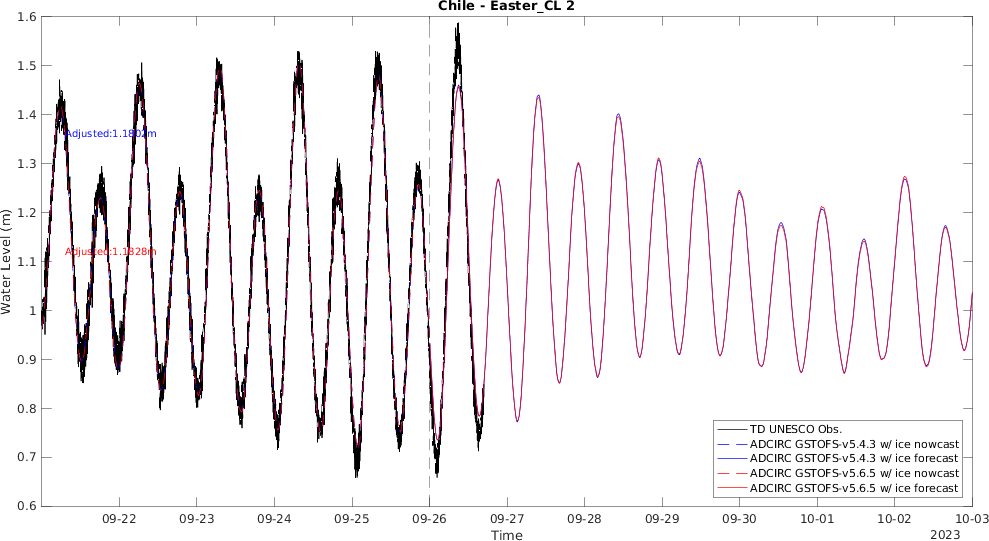 Chile - Easter_CL 2
1.6
1.5
1.4
1.3
1.2
1.1
1
0.9
0.8
0.7
0.6
Water Level (m)
Adjusted:1.1802m
Adjusted:1.1828m
TD UNESCO Obs.
ADCIRC GSTOFS-v5.4.3 w/ ice nowcast
ADCIRC GSTOFS-v5.4.3 w/ ice forecast
ADCIRC GSTOFS-v5.6.5 w/ ice nowcast
ADCIRC GSTOFS-v5.6.5 w/ ice forecast
09-22 09-23 09-24 09-25 09-26 09-27 09-28 09-29 09-30 10-01 10-02 10-03
Time
2023